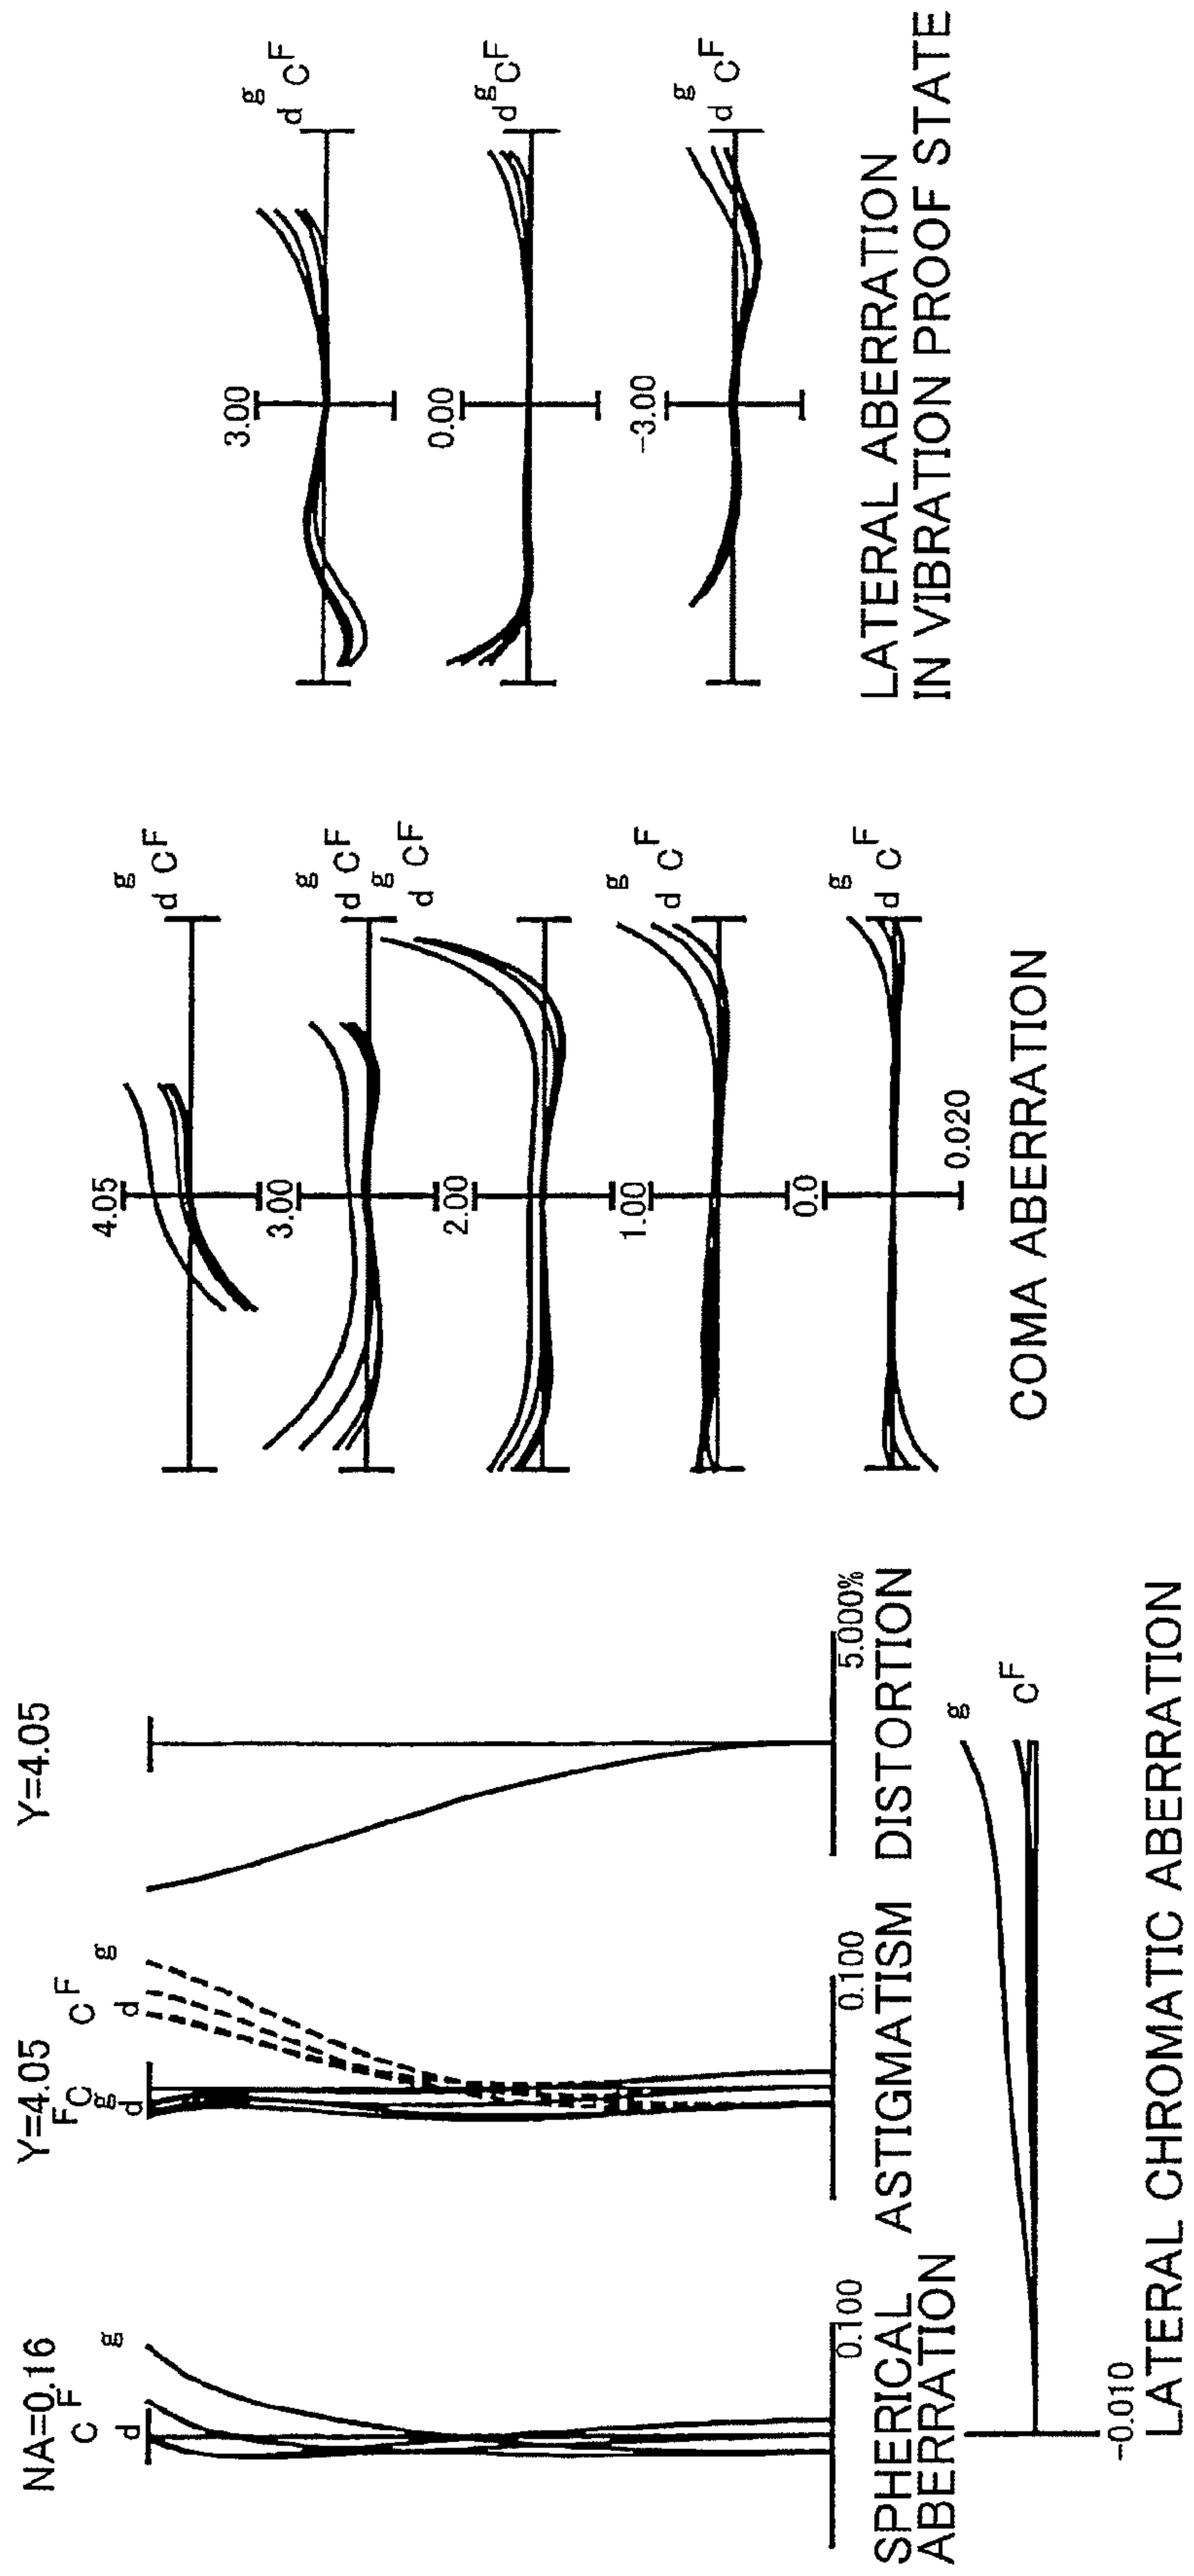 NA=0.16
g
C F
d
0.100
SPHERICAL
ABERRATION
Y=4.05
F C g d
g
C F
d
0.100
ASTIGMATISM
Y=4.05
5.000%
DISTORTION
g
C F
-0.010
LATERAL CHROMATIC ABERRATION
4.05
g
d C F
3.00
g
d C F
2.00
g
d C F
1.00
g
d C F
0.0
g
d C F
0.020
COMA ABERRATION
3.00
g
d C F
0.00
g
d C F
-3.00
g
d C F
LATERAL ABERRATION
IN VIBRATION PROOF STATE